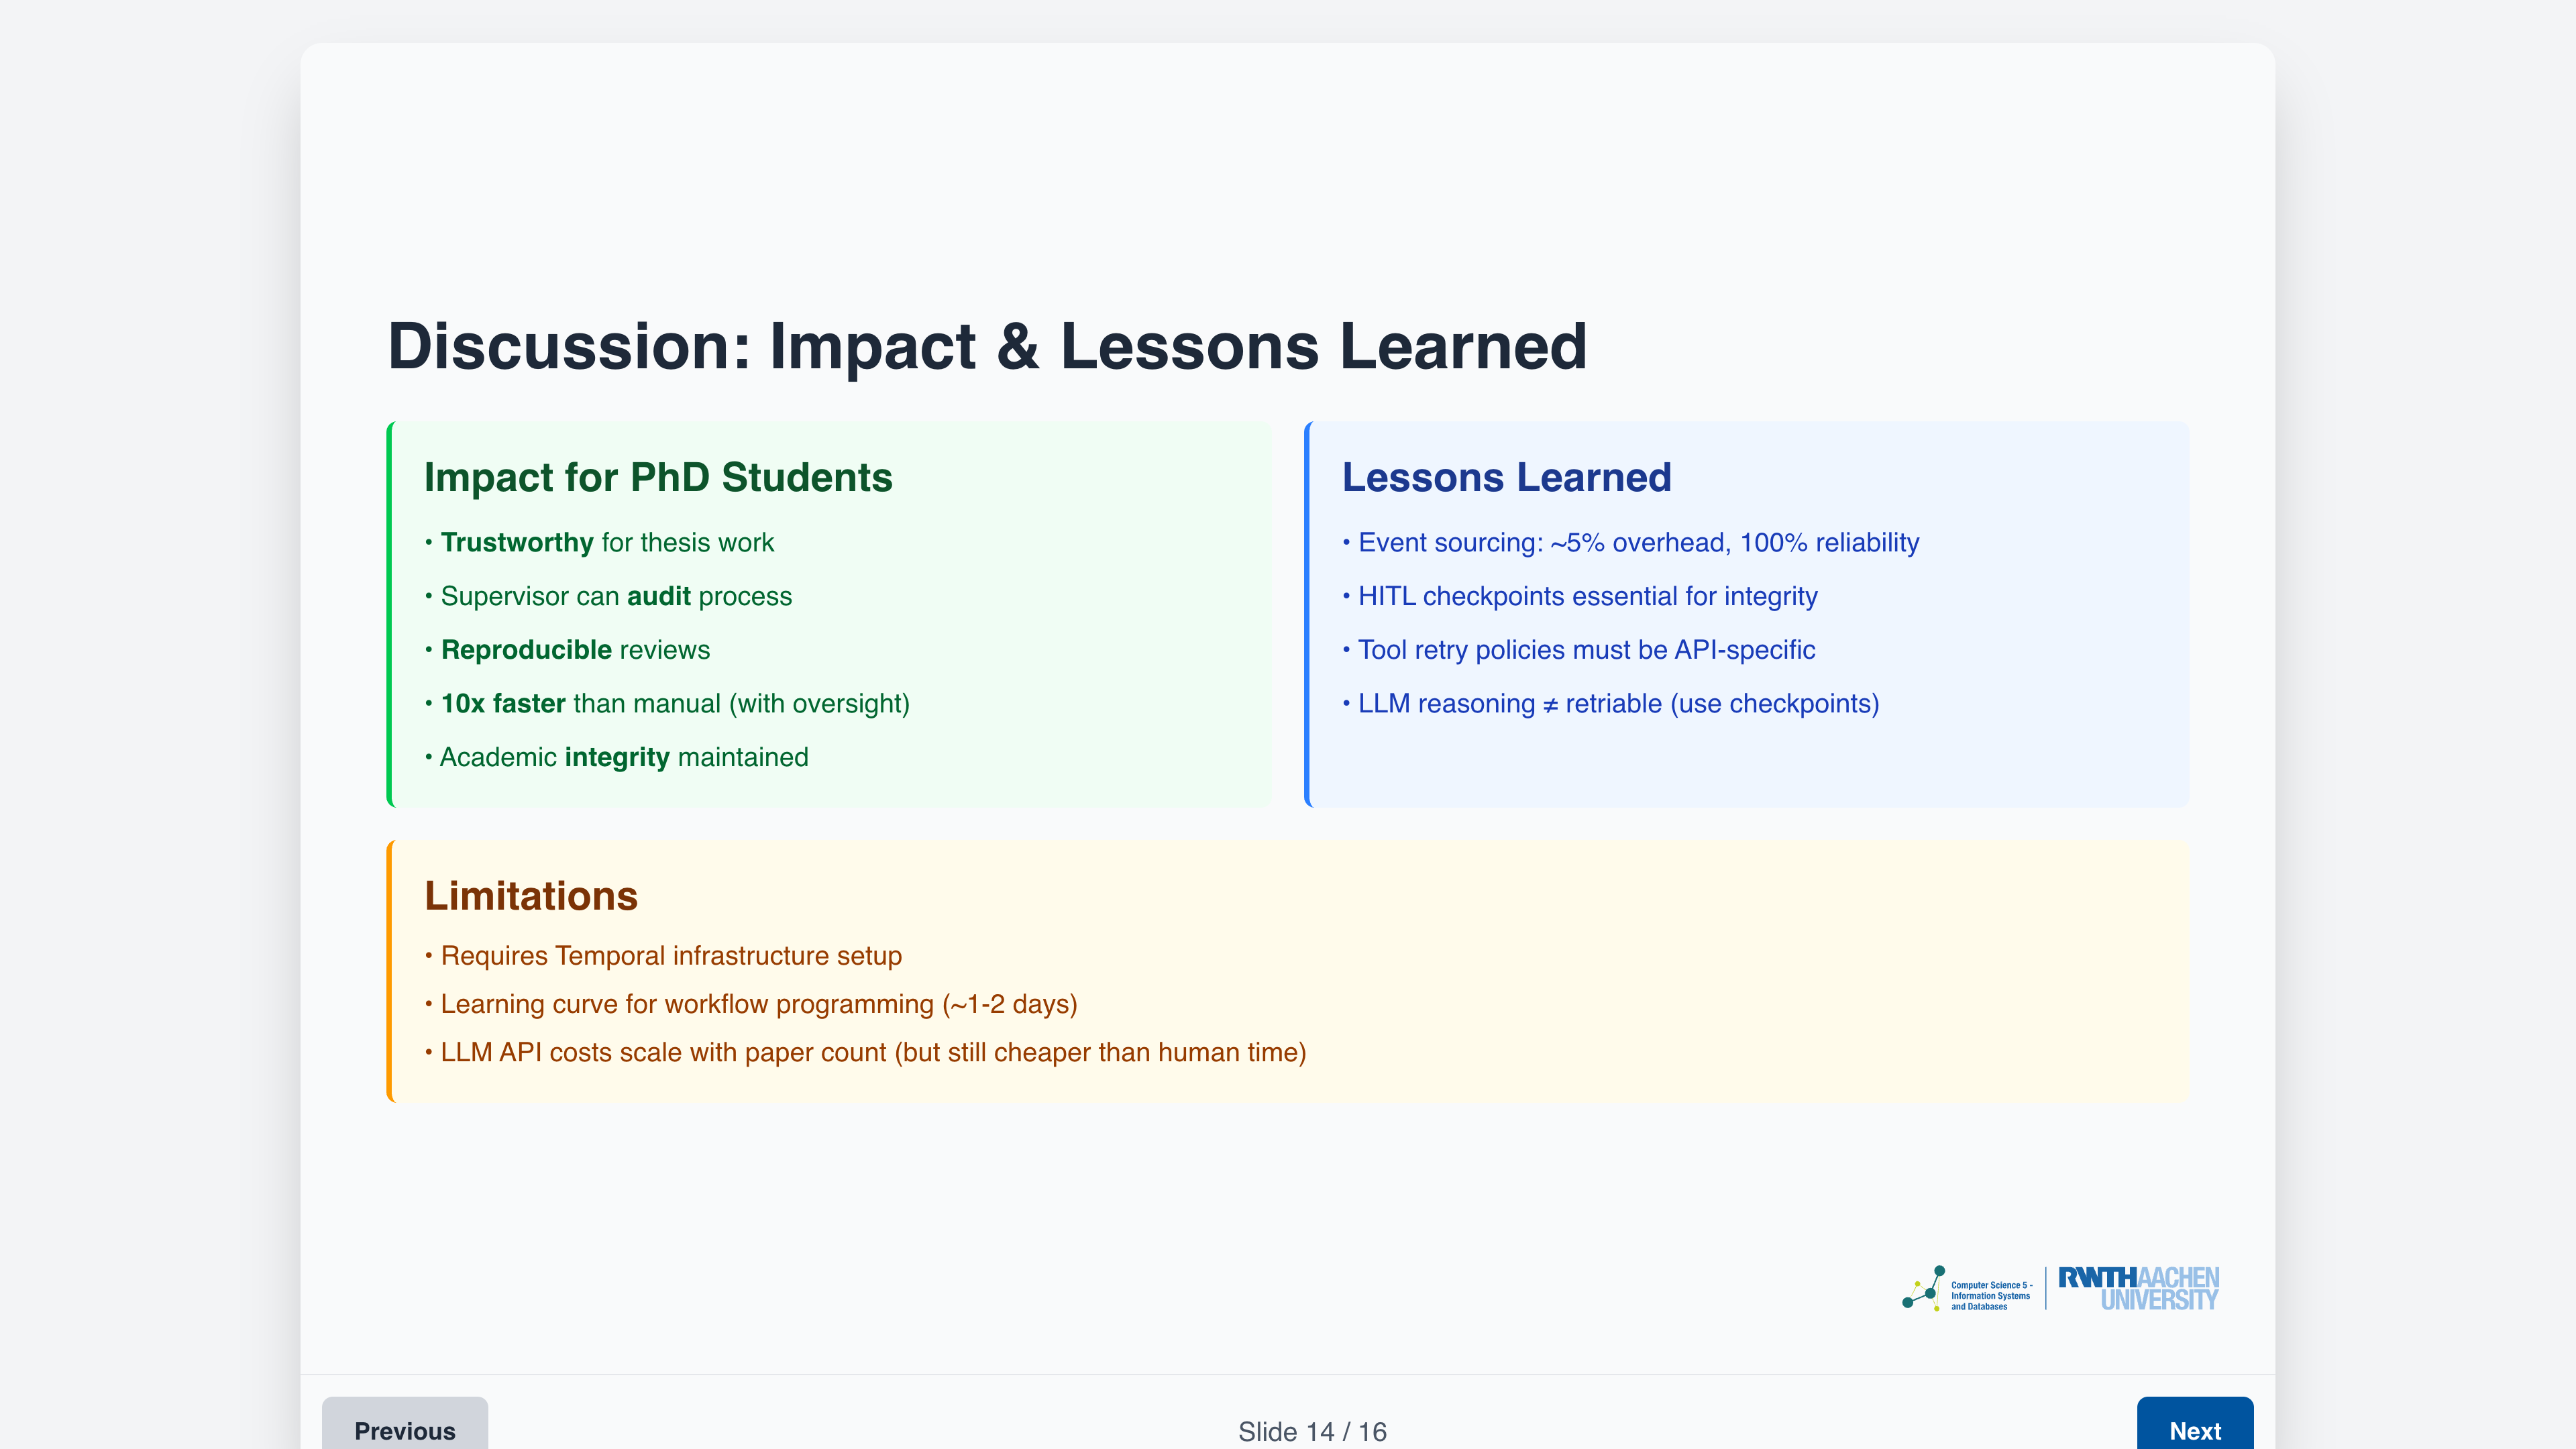 Discussion: Impact & Lessons Learned
Impact for PhD Students
• Trustworthy for thesis work
• Supervisor can audit process
• Reproducible reviews
• 10x faster than manual (with oversight)
• Academic integrity maintained
Lessons Learned
• Event sourcing: ~5% overhead, 100% reliability
• HITL checkpoints essential for integrity
• Tool retry policies must be API-specific
• LLM reasoning ≠ retriable (use checkpoints)
Limitations
• Requires Temporal infrastructure setup
• Learning curve for workflow programming (~1-2 days)
• LLM API costs scale with paper count (but still cheaper than human time)
Computer Science 5 -
Information Systems
and Databases
RWTHAACHEN
UNIVERSITY
Previous
Slide 14 / 16
Next